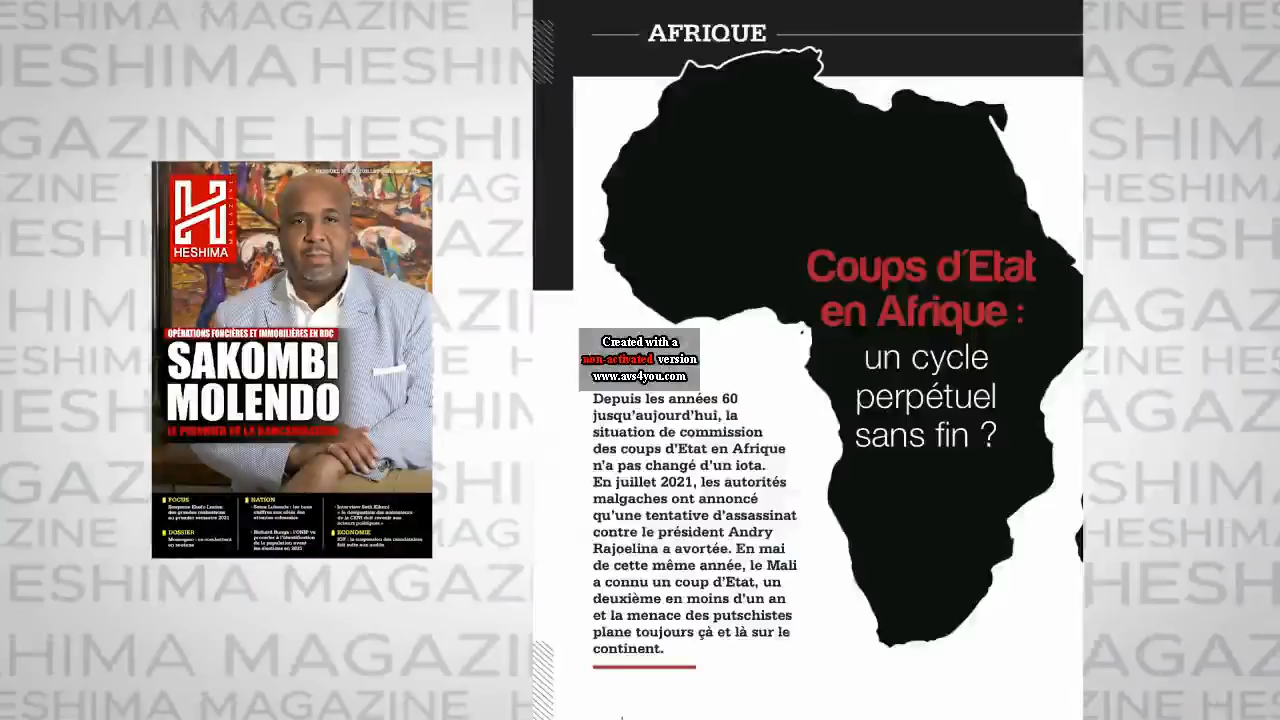 HESHIMA MAGAZINE
H
MAGAZINE
HESHIMA
OPÉRATIONS FONCIÈRES ET IMMOBILIÈRES EN RDC
SAKOMBI
MOLENDO
FOCUS
NATION
DOSSIER
ECONOMIE
AFRIQUE
Coups d'Etat
en Afrique :
un cycle
perpétuel
sans fin ?
Created with a
non-activated version
www.avs4you.com
Depuis les années 60
jusqu'aujourd'hui, la
situation de commission
des coups d'Etat en Afrique
n'a pas changé d'un iota.
En juillet 2021, les autorités
malgaches ont annoncé
qu'une tentative d'assassinat
contre le président Andry
Rajoelina a avortée. En mai
de cette même année, le Mali
a connu un coup d'Etat, un
deuxième en moins d'un an
et la menace des putschistes
plane toujours çà et là sur le
continent.